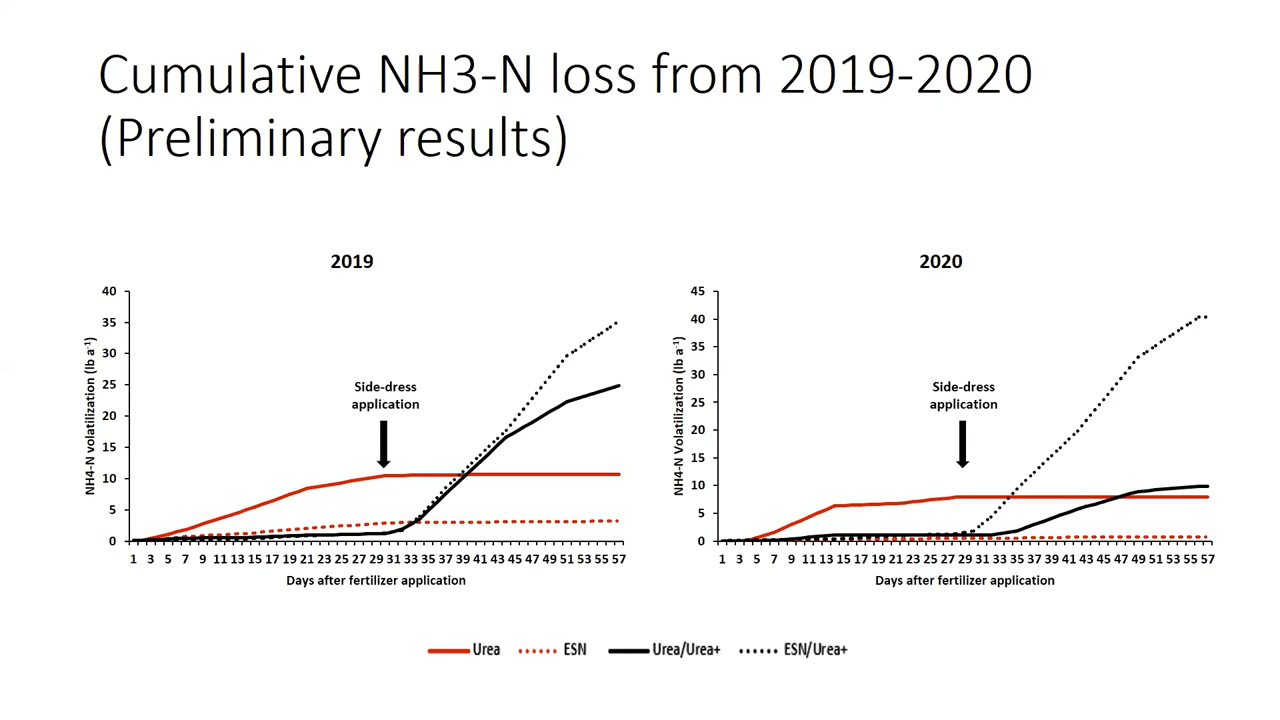 Cumulative NH3-N loss from 2019-2020
(Preliminary results)
2019
40
35
30
25
20
15
10
5
0
NH4-N volatilization (lb a-1)
Side-dress
application
1 3 5 7 9 11 13 15 17 19 21 23 25 27 29 31 33 35 37 39 41 43 45 47 49 51 53 55 57
Days after fertilizer application
2020
45
40
35
30
25
20
15
10
5
0
NH4-N Volatilization (lb a-1)
Side-dress
application
1 3 5 7 9 11 13 15 17 19 21 23 25 27 29 31 33 35 37 39 41 43 45 47 49 51 53 55 57
Days after fertilizer application
Urea ESN Urea/Urea+ ESN/Urea+